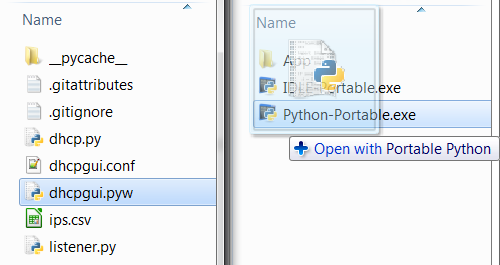 Name
__pycache__
.gitattributes
.gitignore
dhcp.py
dhcpgui.conf
dhcpgui.pyw
ips.csv
listener.py
Name
App
IDLE-Portable.exe
Python-Portable.exe
Open with Portable Python